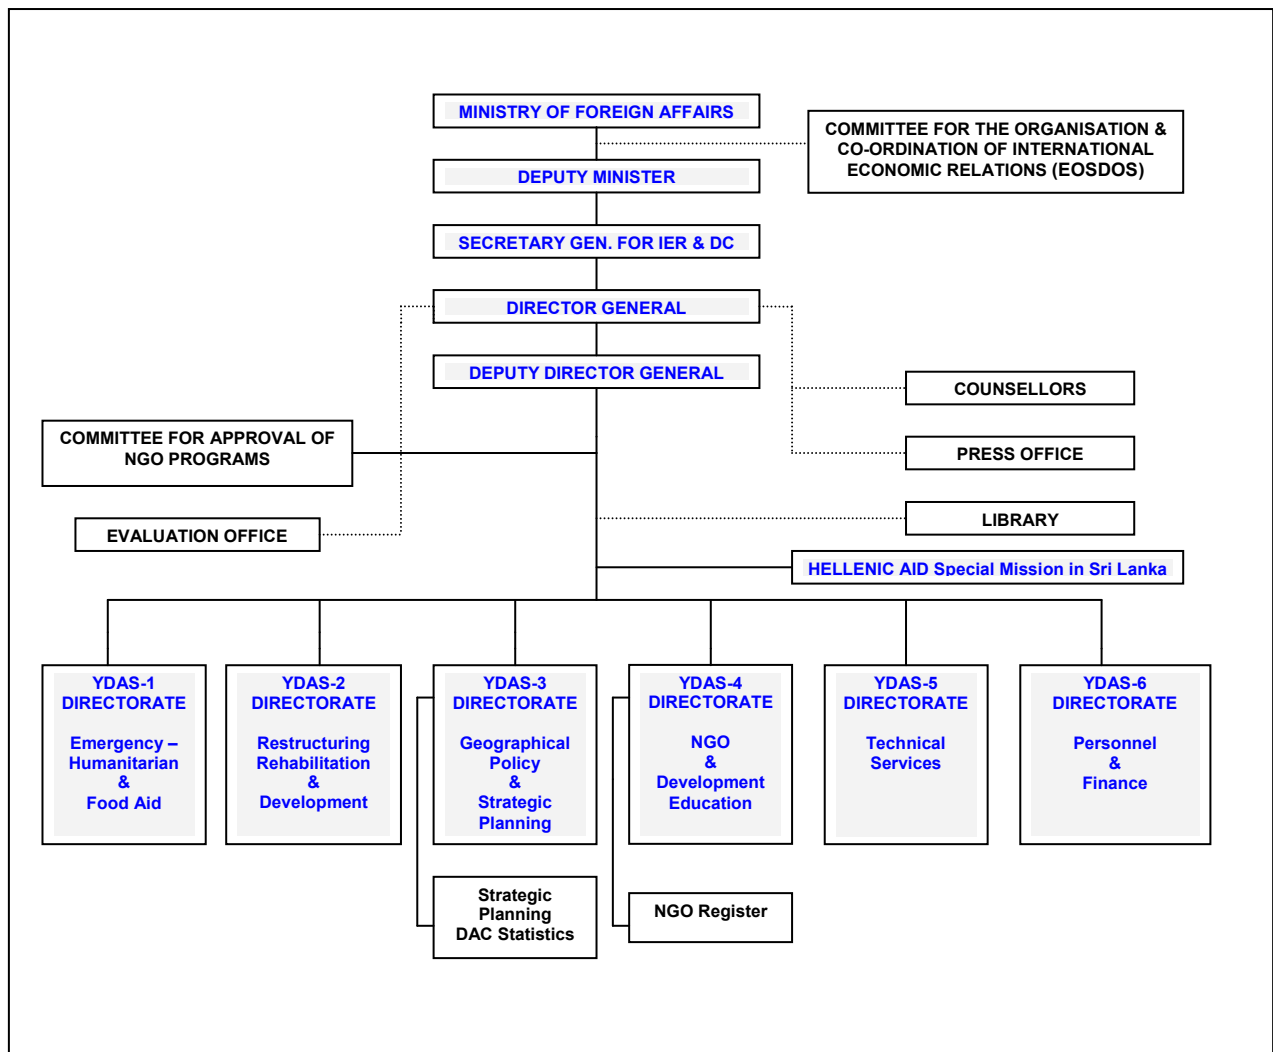 MINISTRY OF FOREIGN AFFAIRS
COMMITTEE FOR THE ORGANISATION &
CO-ORDINATION OF INTERNATIONAL
ECONOMIC RELATIONS (EOSDOS)
DEPUTY MINISTER
SECRETARY GEN. FOR IER & DC
DIRECTOR GENERAL
DEPUTY DIRECTOR GENERAL
COUNSELLORS
COMMITTEE FOR APPROVAL OF
NGO PROGRAMS
PRESS OFFICE
LIBRARY
EVALUATION OFFICE
HELLENIC AID Special Mission in Sri Lanka
YDAS-1
DIRECTORATE
Emergency –
Humanitarian
&
Food Aid
YDAS-2
DIRECTORATE
Restructuring
Rehabilitation
&
Development
YDAS-3
DIRECTORATE
Geographical
Policy
&
Strategic
Planning
YDAS-4
DIRECTORATE
NGO
&
Development
Education
YDAS-5
DIRECTORATE
Technical
Services
YDAS-6
DIRECTORATE
Personnel
&
Finance
Strategic
Planning
DAC Statistics
NGO Register